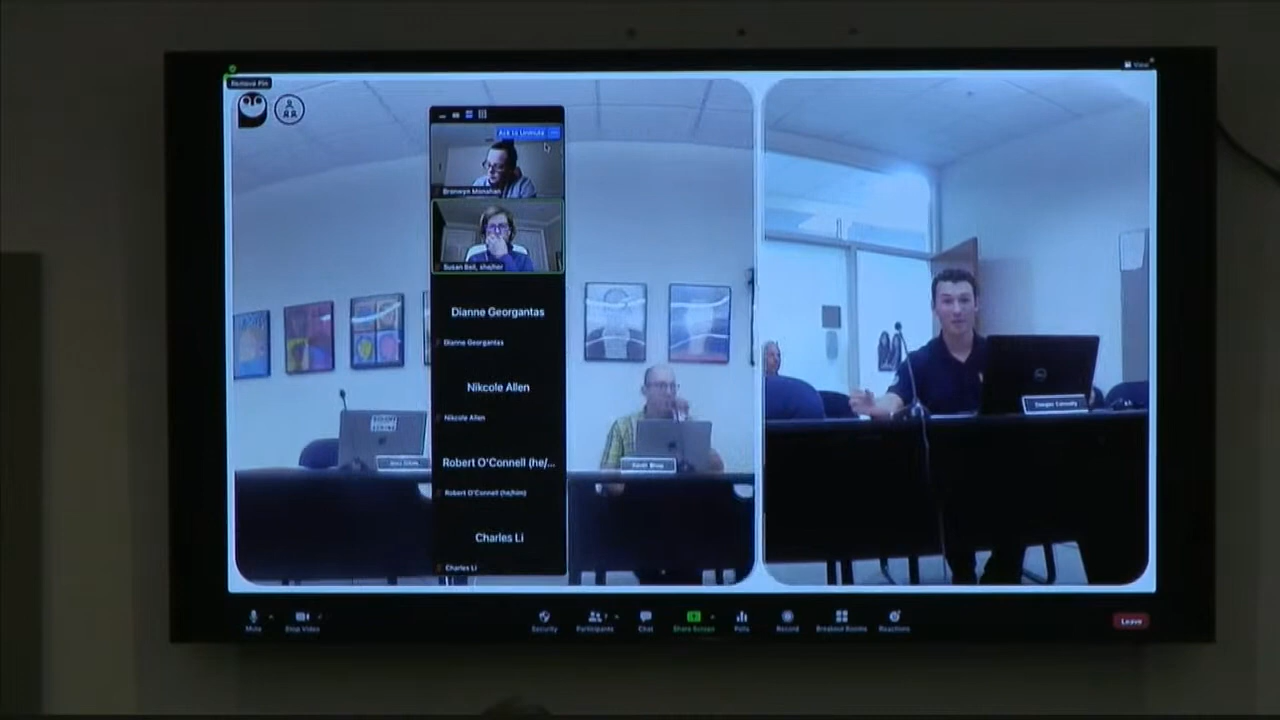 Remove Pin
View
Ask to Unmute
Bronwyn Monahan
Susan Bell, she/her
Dianne Georgantas
Dianne Georgantas
Nikcole Allen
Nikcole Allen
Robert O'Connell (he/...
Robert O'Connell (he/him)
Charles Li
Charles Li
Mute
Stop Video
Security
Participants
Chat
Share Screen
Polls
Record
Breakout Rooms
Reactions
Leave